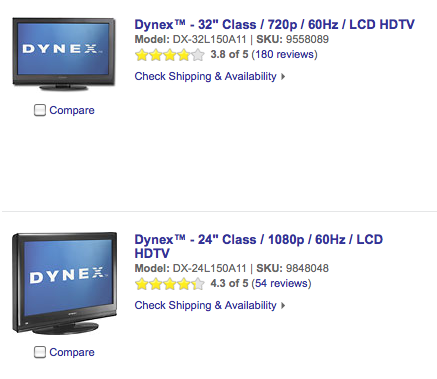 DYNEX
Dynex™ - 32" Class / 720p / 60Hz / LCD HDTV
Model: DX-32L150A11 | SKU: 9558089
3.8 of 5 (180 reviews)
Check Shipping & Availability
Compare
DYNEX
Dynex™ - 24" Class / 1080p / 60Hz / LCD
HDTV
Model: DX-24L150A11 | SKU: 9848048
4.3 of 5 (54 reviews)
Check Shipping & Availability
Compare